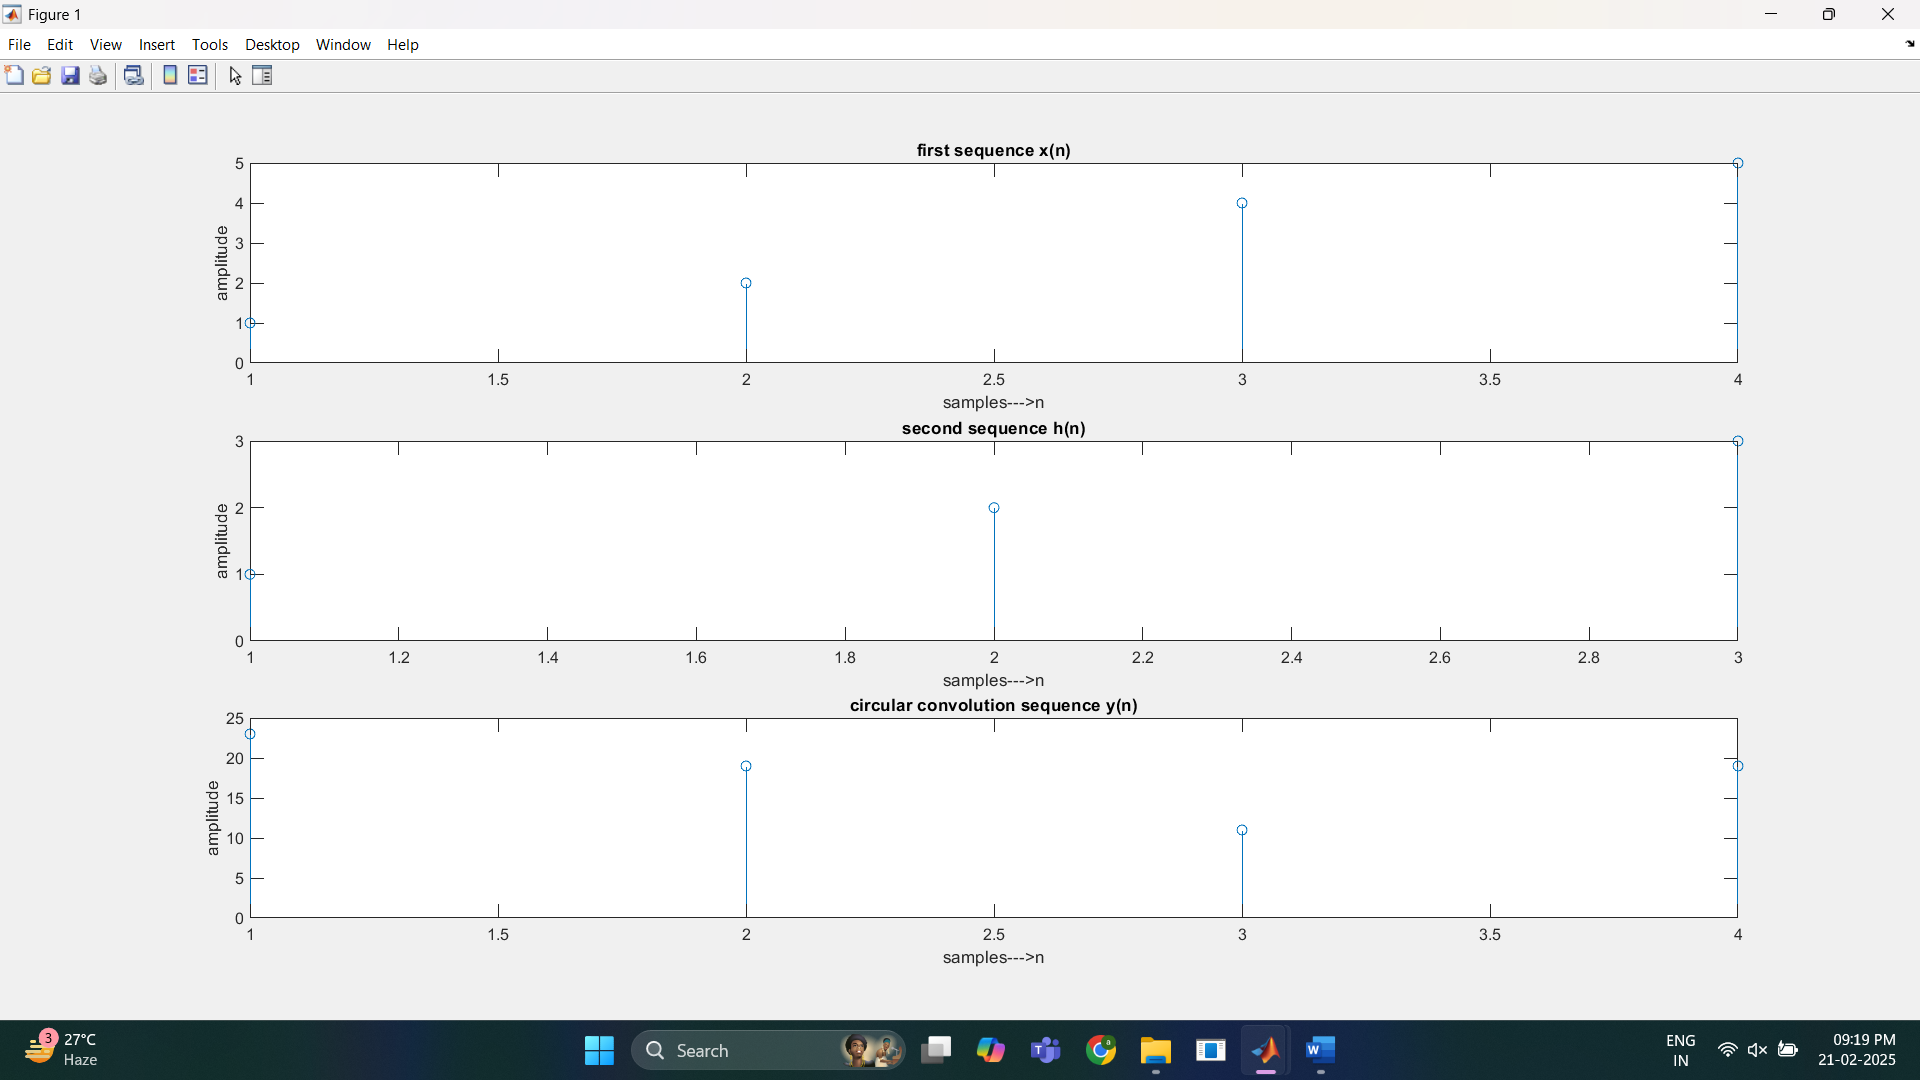 Figure 1
File Edit View Insert Tools Desktop Window Help
first sequence x(n)
5
4
3
2
1
0
amplitude
1 1.5 2 2.5 3 3.5 4
samples--->n
second sequence h(n)
3
2
1
0
amplitude
1 1.2 1.4 1.6 1.8 2 2.2 2.4 2.6 2.8 3
samples--->n
circular convolution sequence y(n)
25
20
15
10
5
0
amplitude
1 1.5 2 2.5 3 3.5 4
samples--->n
3
27°C
Haze
Search
a
T
W
ENG
IN
09:19 PM
21-02-2025